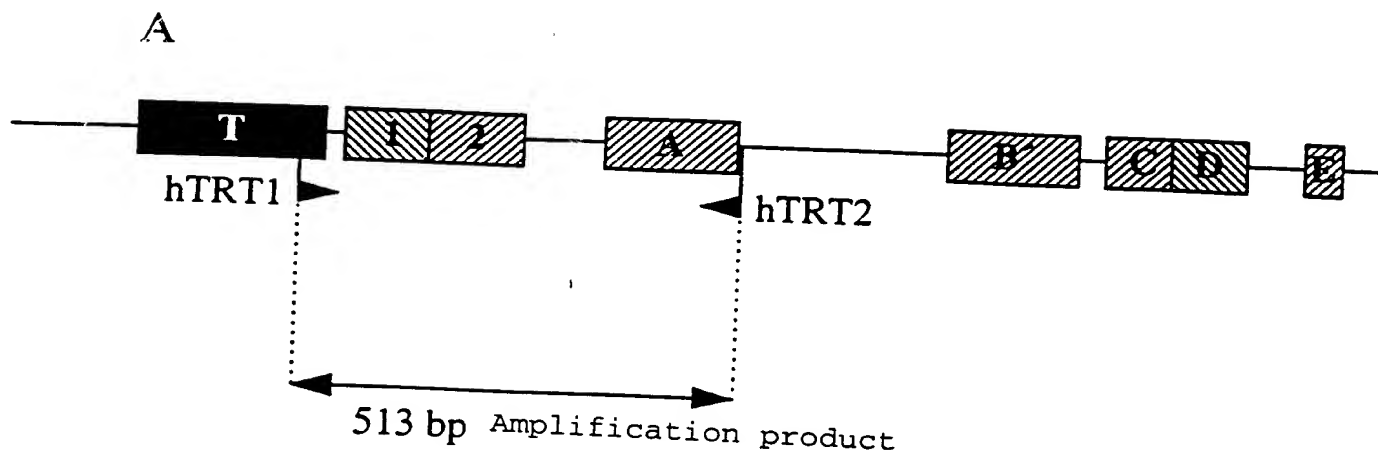 A
T 1 2 A B' C D E
hTRT1 hTRT2
513 bp Amplification product